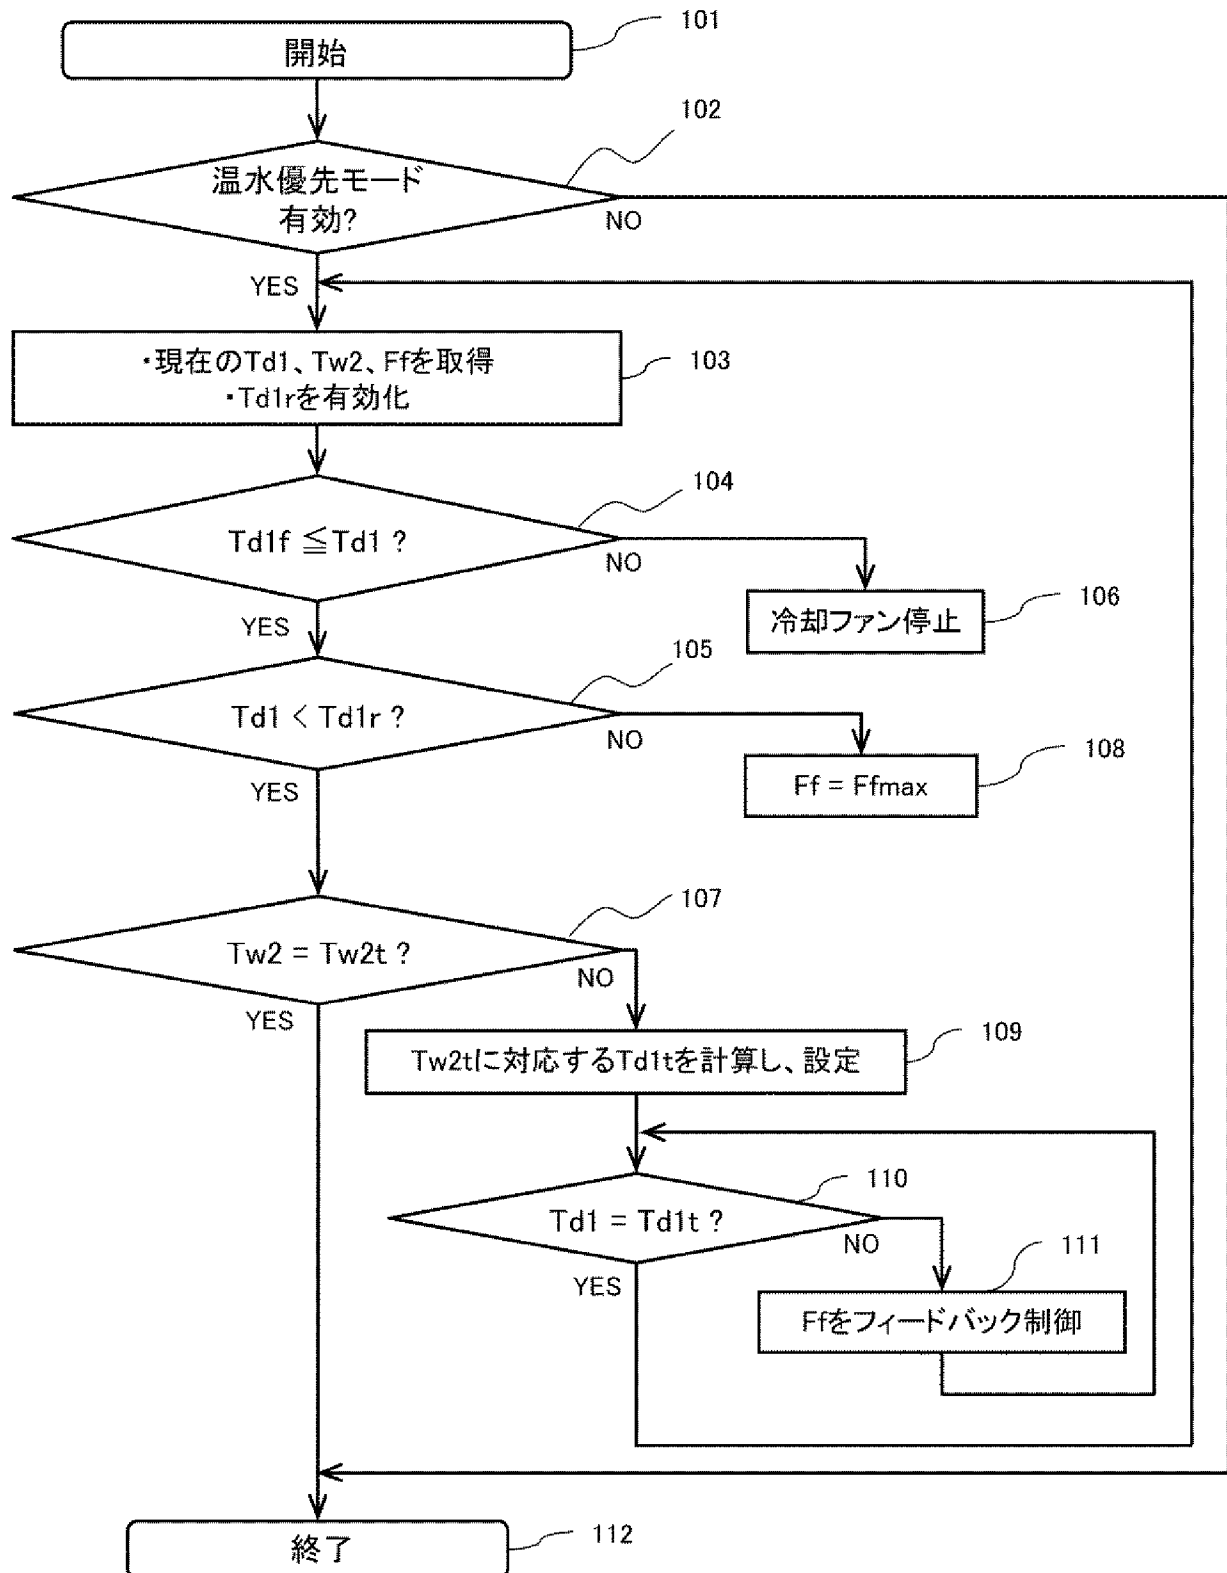 開始
101
温水優先モード
有効?
102
NO
YES
・現在のTd1、Tw2、Ffを取得
・Td1rを有効化
103
Td1f ≦Td1 ?
104
NO
YES
冷却ファン停止
106
Td1 < Td1r ?
105
NO
YES
Ff = Ffmax
108
Tw2 = Tw2t ?
107
NO
YES
Tw2tに対応するTd1tを計算し、設定
109
Td1 = Td1t ?
110
NO
YES
Ffをフィードバック制御
111
終了
112